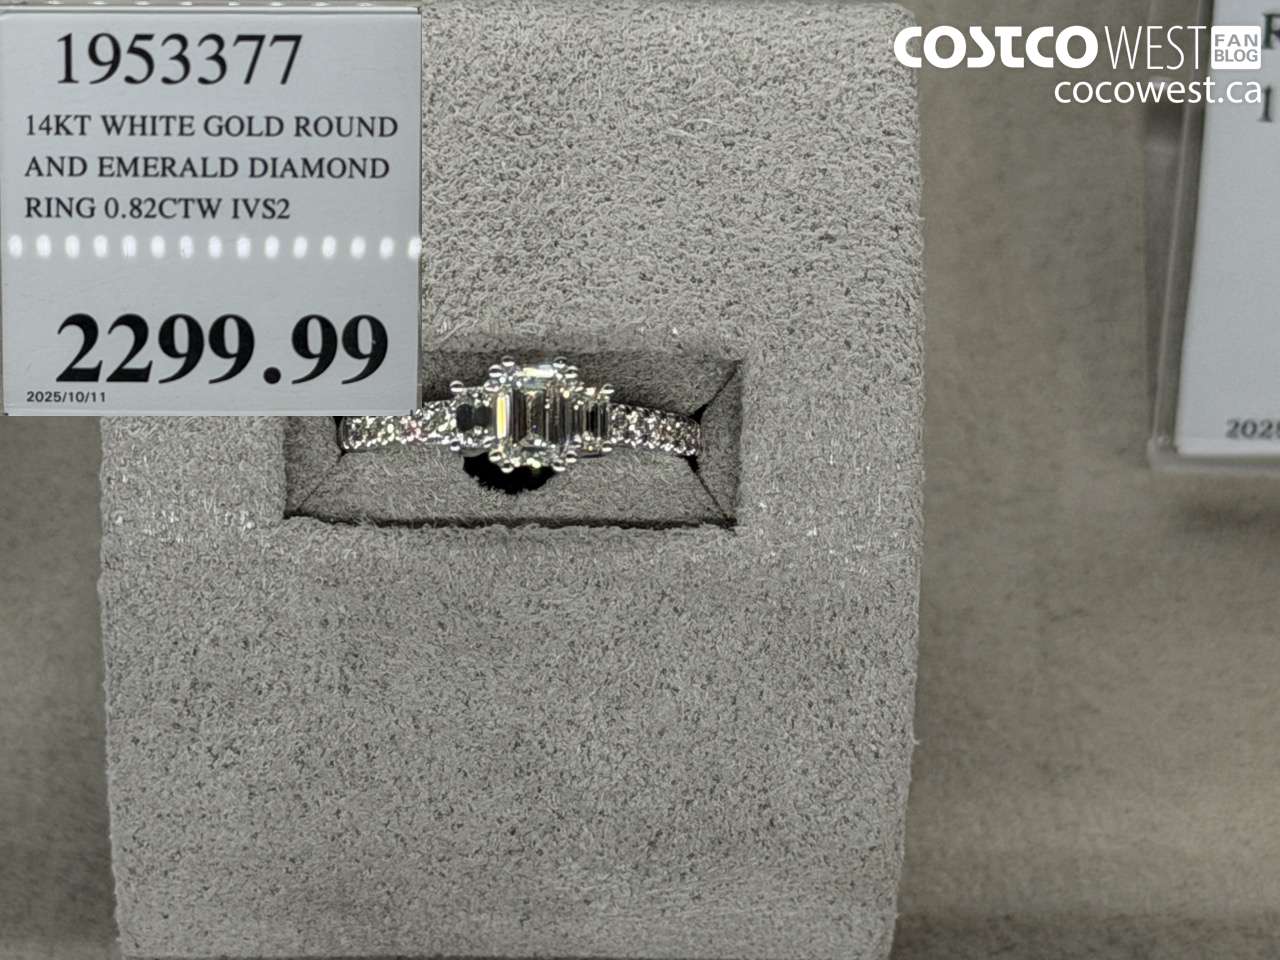 1953377
14KT WHITE GOLD ROUND
AND EMERALD DIAMOND
RING 0.82CTW IVS2
2299.99
2025/10/11
COSTCO WEST FAN BLOG
cocowest.ca